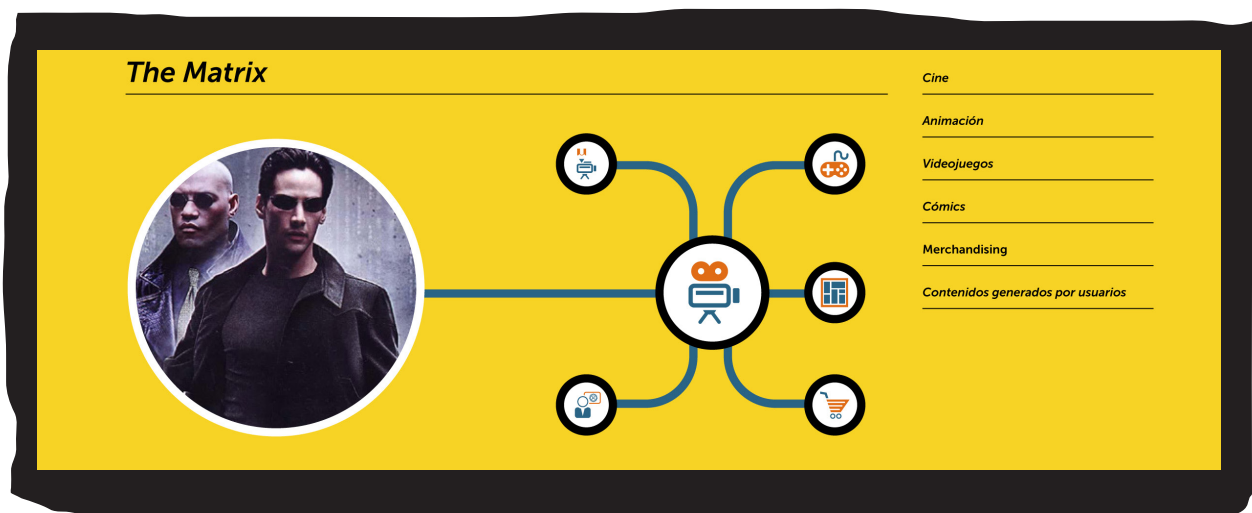 The Matrix
Cine
Animación
Videojuegos
Cómics
Merchandising
Contenidos generados por usuarios